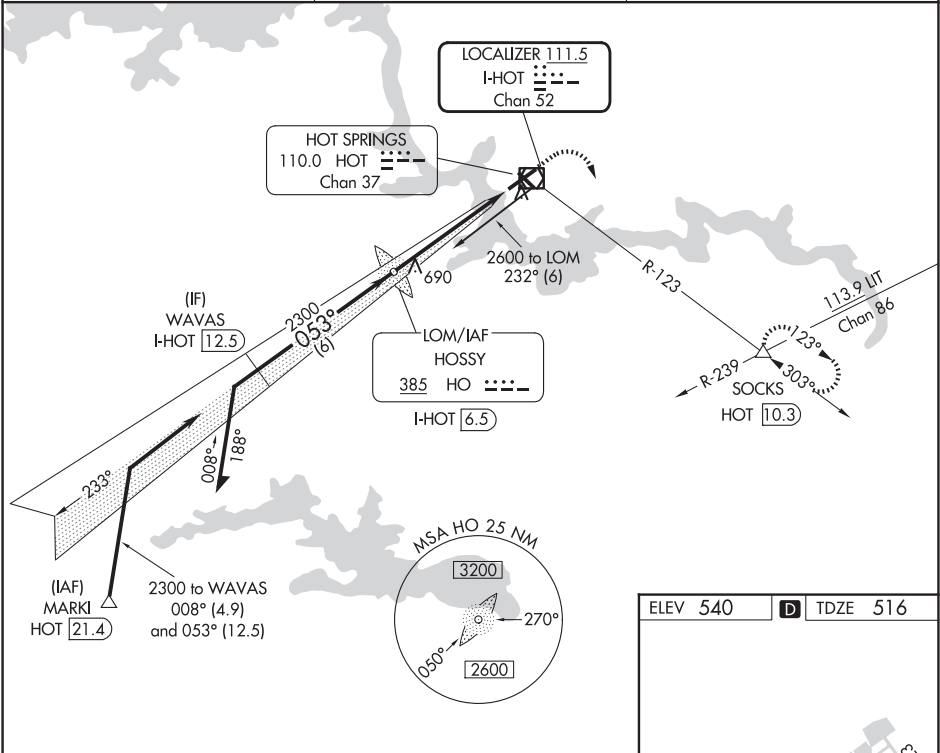 LOCALIZER 111.5
I-HOT
Chan 52
HOT SPRINGS
110.0 HOT
Chan 37
2600 to LOM
232° (6)
690
R-123
113.9 LIT
Chan 86
(IF)
WAVAS
I-HOT 12.5
2300
053°
(6)
LOM/IAF
HOSSY
385 HO
I-HOT 6.5
R-239
123°
303°
SOCKS
HOT 10.3
008°
188°
233°
(IAF)
MARKI
HOT 21.4
2300 to WAVAS
008° (4.9)
and 053° (12.5)
MSA HO 25 NM
3200
270°
050°
2600
ELEV 540 D TDZE 516